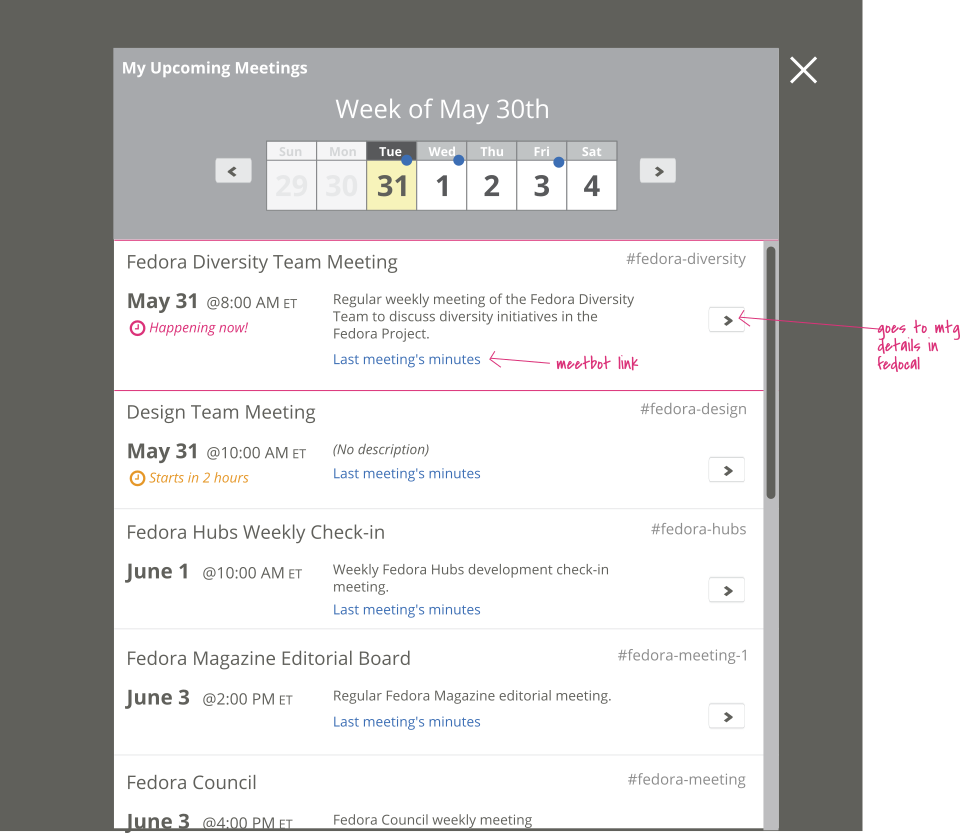 My Upcoming Meetings
Week of May 30th
Sun Mon Tue Wed Thu Fri Sat
29 30 31 1 2 3 4
Fedora Diversity Team Meeting #fedora-diversity
May 31 @8:00 AM ET
Happening now!
Regular weekly meeting of the Fedora Diversity
Team to discuss diversity initiatives in the
Fedora Project.
Last meeting's minutes
meetbot link
goes to mtg
details in
fedocal
Design Team Meeting #fedora-design
May 31 @10:00 AM ET
Starts in 2 hours
(No description)
Last meeting's minutes
Fedora Hubs Weekly Check-in #fedora-hubs
June 1 @10:00 AM ET
Weekly Fedora Hubs development check-in
meeting.
Last meeting's minutes
Fedora Magazine Editorial Board #fedora-meeting-1
June 3 @2:00 PM ET
Regular Fedora Magazine editorial meeting.
Last meeting's minutes
Fedora Council #fedora-meeting
June 3 @4:00 PM ET
Fedora Council weekly meeting